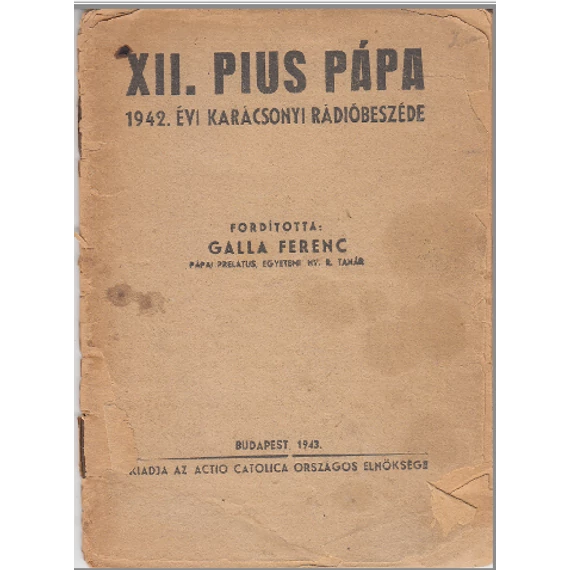 XII. PIUS PÁPA
1942. ÉVI KARÁCSONYI RÁDIÓBESZÉDE
FORDÍTOTTA:
GALLA FERENC
PÁPAI PRELATUS, EGYETEMI NY. R. TANÁR
BUDAPEST, 1943.
KIADJA AZ ACTIO CATOLICA ORSZÁGOS ELNÖKSÉGE